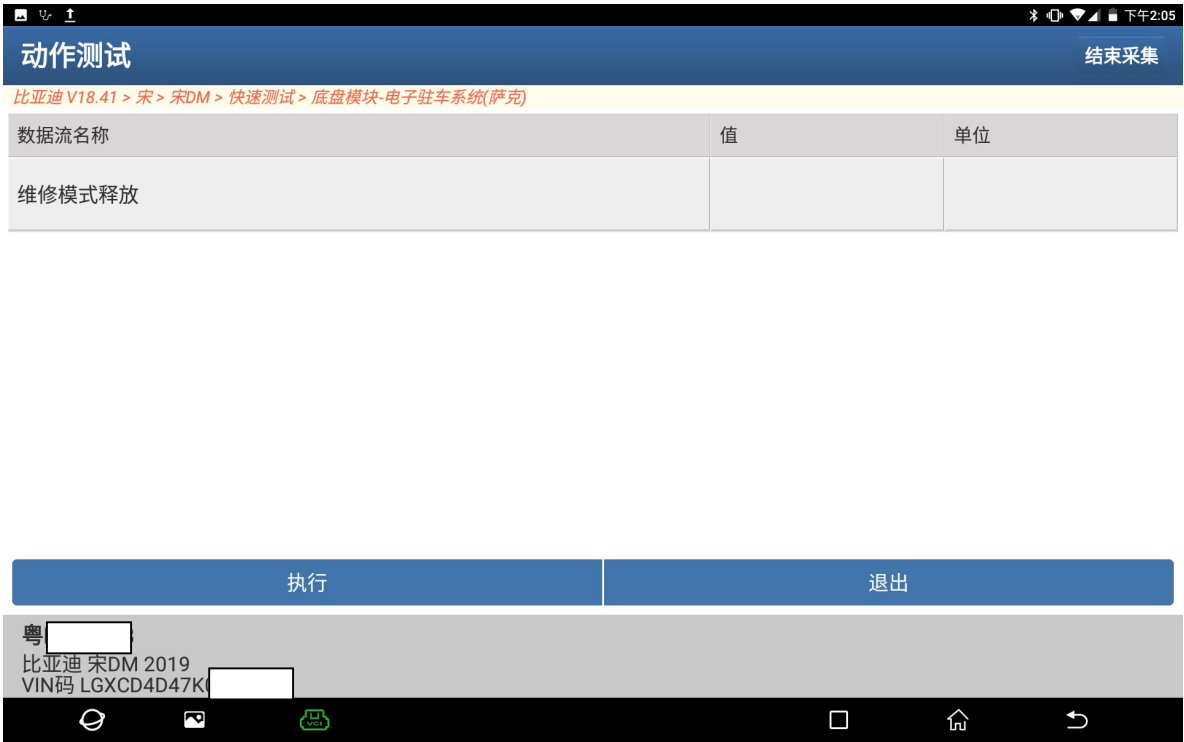 下午2:05
动作测试
结束采集
比亚迪 V18.41 > 宋 > 宋DM > 快速测试 > 底盘模块-电子驻车系统(萨克)
数据流名称 值 单位
维修模式释放
执行 退出
粤
比亚迪 宋DM 2019
VIN码 LGXCD4D47K
VCI